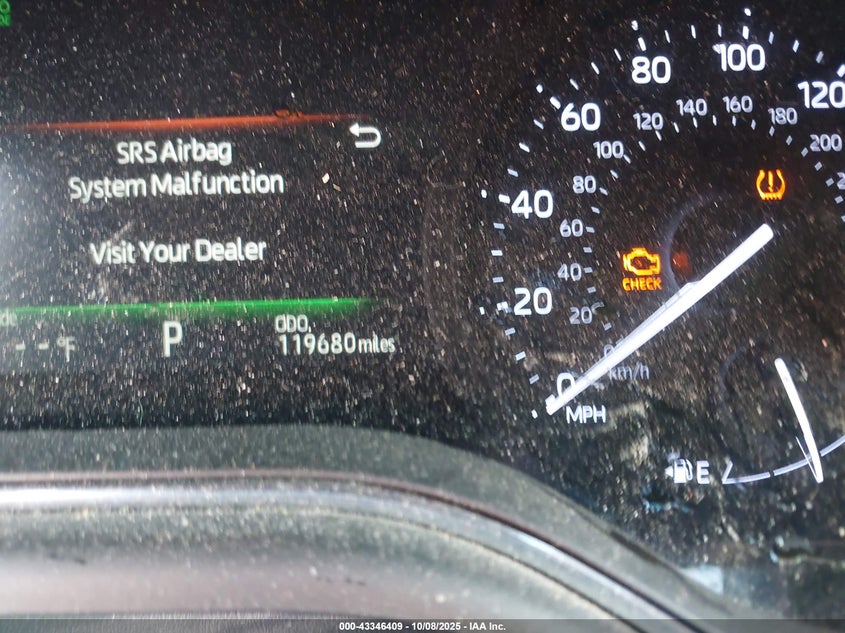 SRS Airbag
System Malfunction
Visit Your Dealer
--°F
P
ODO.
119680 miles
0
20
40
60
80
100
120
20
40
60
80
100
120
140
160
180
200
km/h
MPH
CHECK
E
000-43346409 - 10/08/2025 - IAA Inc.